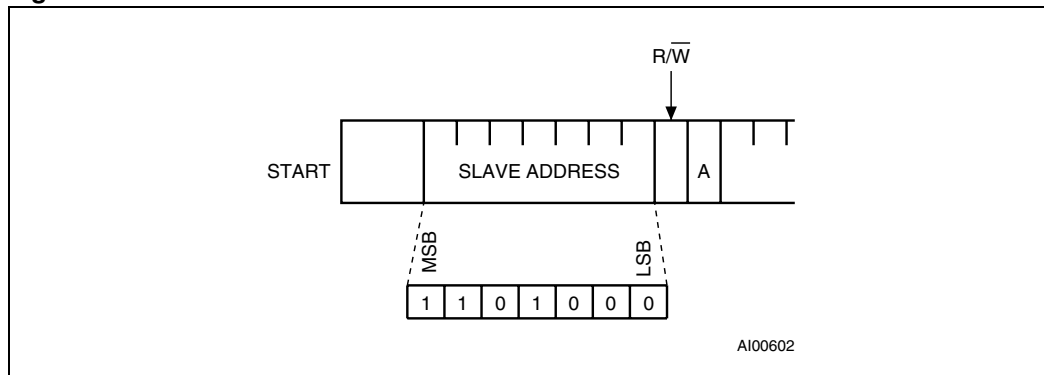 R/W̅
START
SLAVE ADDRESS
A
MSB
LSB
1 1 0 1 0 0 0
AI00602